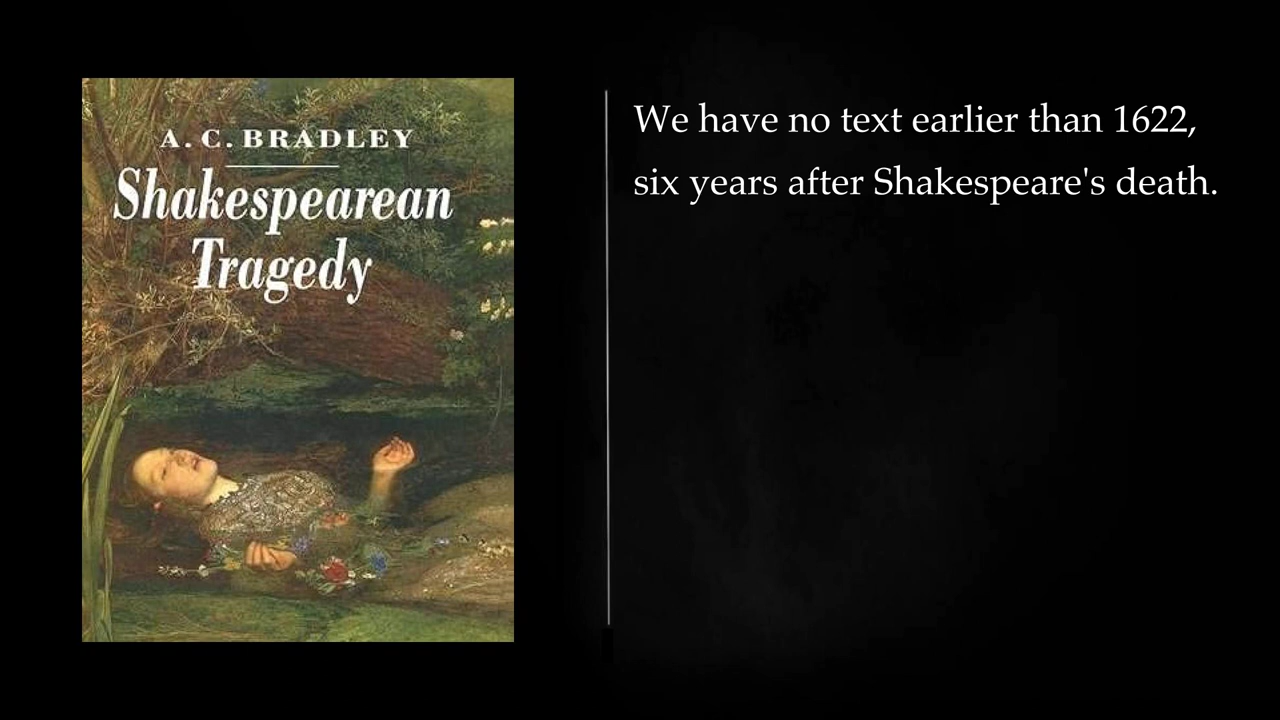 A. C. BRADLEY
Shakespearean
Tragedy
We have no text earlier than 1622,
six years after Shakespeare's death.